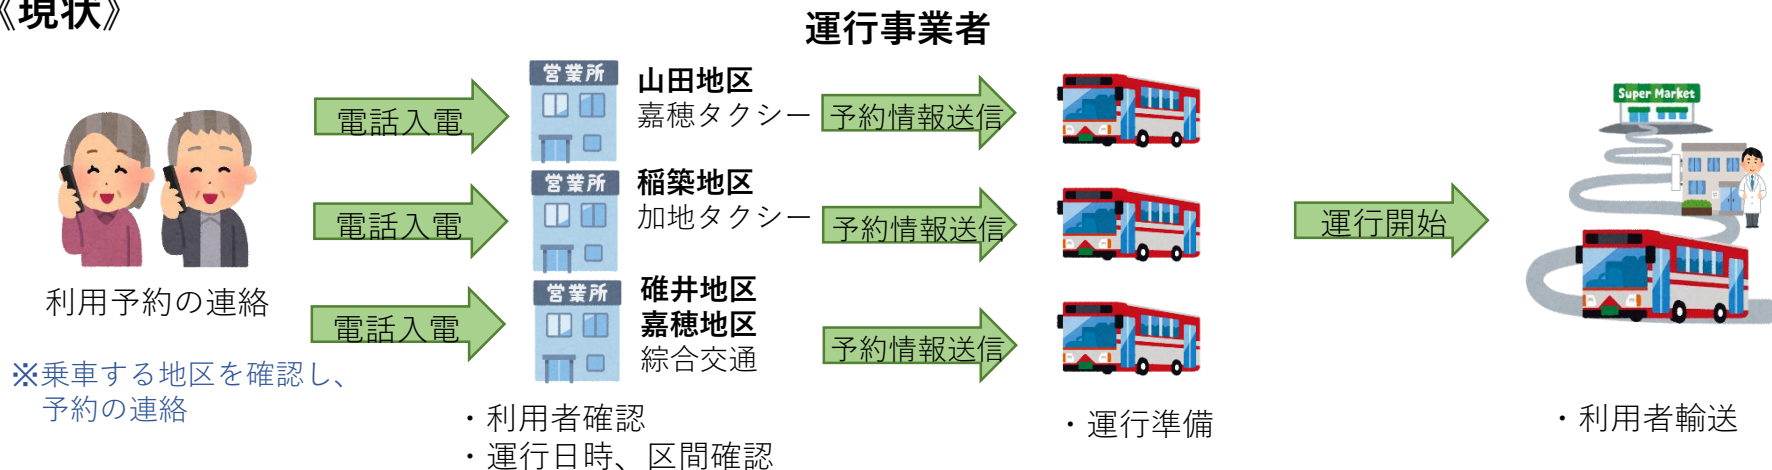 《現状》
運行事業者
電話入電
営業所
山田地区
嘉穂タクシー
予約情報送信
Super Market
電話入電
営業所
稲築地区
加地タクシー
予約情報送信
運行開始
利用予約の連絡
電話入電
営業所
碓井地区
嘉穂地区
綜合交通
予約情報送信
※乗車する地区を確認し、
予約の連絡
・利用者確認
・運行日時、区間確認
・運行準備
・利用者輸送